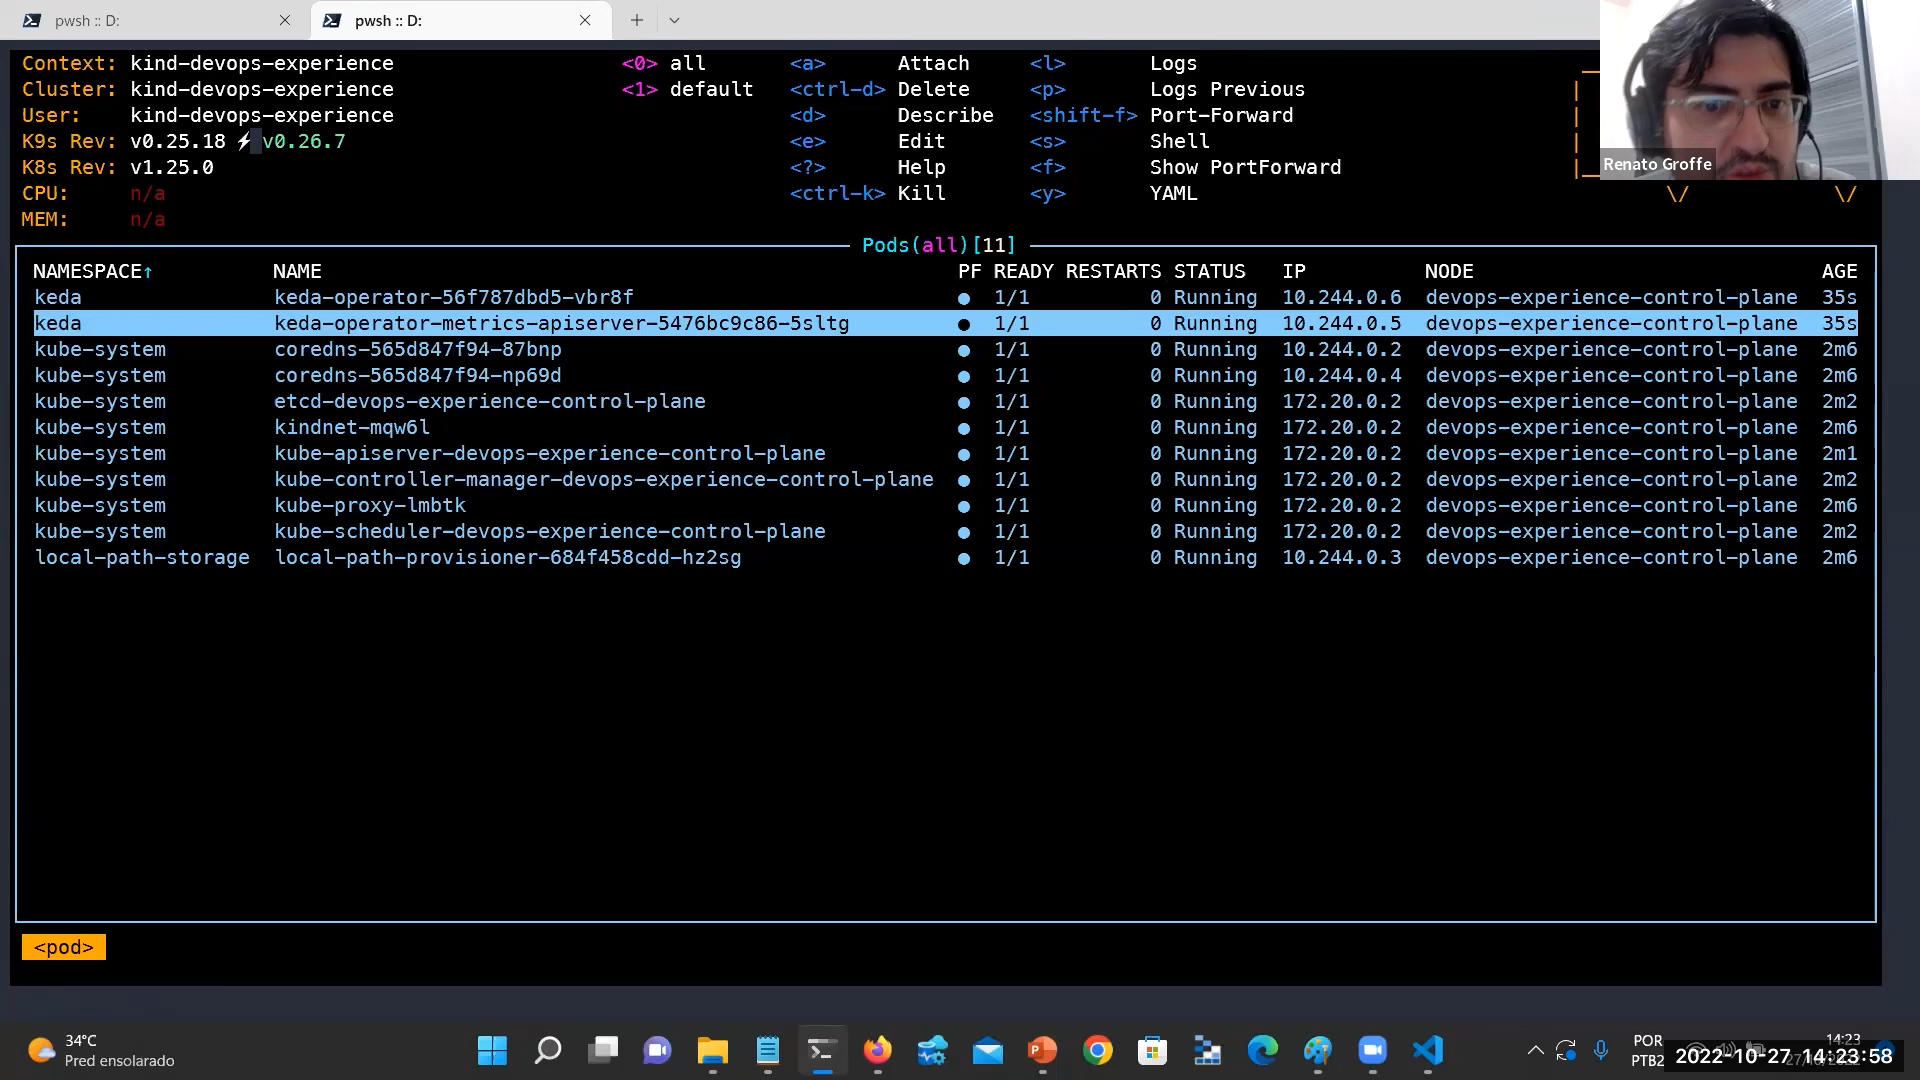 pwsh :: D:
pwsh :: D:
Context: kind-devops-experience <0> all <a> Attach <l> Logs
Cluster: kind-devops-experience <1> default <ctrl-d> Delete <p> Logs Previous
User: kind-devops-experience <d> Describe <shift-f> Port-Forward
K9s Rev: v0.25.18 ⚡ v0.26.7 <e> Edit <s> Shell
K8s Rev: v1.25.0 <?> Help <f> Show PortForward
CPU: n/a <ctrl-k> Kill <y> YAML
MEM: n/a
Renato Groffe
Pods(all)[11]
NAMESPACE↑ NAME PF READY RESTARTS STATUS IP NODE AGE
keda keda-operator-56f787dbd5-vbr8f ● 1/1 0 Running 10.244.0.6 devops-experience-control-plane 35s
keda keda-operator-metrics-apiserver-5476bc9c86-5sltg ● 1/1 0 Running 10.244.0.5 devops-experience-control-plane 35s
kube-system coredns-565d847f94-87bnp ● 1/1 0 Running 10.244.0.2 devops-experience-control-plane 2m6
kube-system coredns-565d847f94-np69d ● 1/1 0 Running 10.244.0.4 devops-experience-control-plane 2m6
kube-system etcd-devops-experience-control-plane ● 1/1 0 Running 172.20.0.2 devops-experience-control-plane 2m2
kube-system kindnet-mqw6l ● 1/1 0 Running 172.20.0.2 devops-experience-control-plane 2m6
kube-system kube-apiserver-devops-experience-control-plane ● 1/1 0 Running 172.20.0.2 devops-experience-control-plane 2m1
kube-system kube-controller-manager-devops-experience-control-plane ● 1/1 0 Running 172.20.0.2 devops-experience-control-plane 2m2
kube-system kube-proxy-lmbtk ● 1/1 0 Running 172.20.0.2 devops-experience-control-plane 2m6
kube-system kube-scheduler-devops-experience-control-plane ● 1/1 0 Running 172.20.0.2 devops-experience-control-plane 2m2
local-path-storage local-path-provisioner-684f458cdd-hz2sg ● 1/1 0 Running 10.244.0.3 devops-experience-control-plane 2m6
<pod>
34°C
Pred ensolarado
POR
PTB2
14:23
2022-10-27 14:23:58